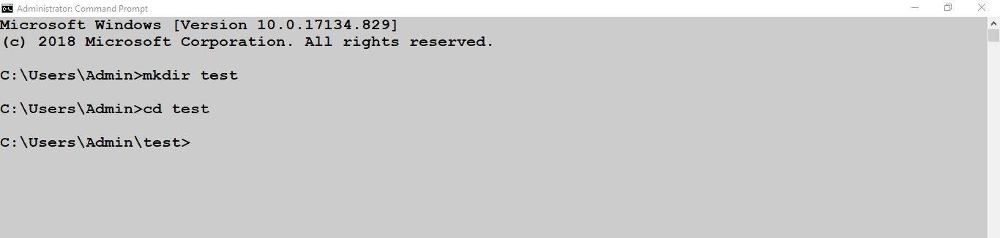 Administrator: Command Prompt
Microsoft Windows [Version 10.0.17134.829]
(c) 2018 Microsoft Corporation. All rights reserved.
C:\Users\Admin>mkdir test
C:\Users\Admin>cd test
C:\Users\Admin\test>